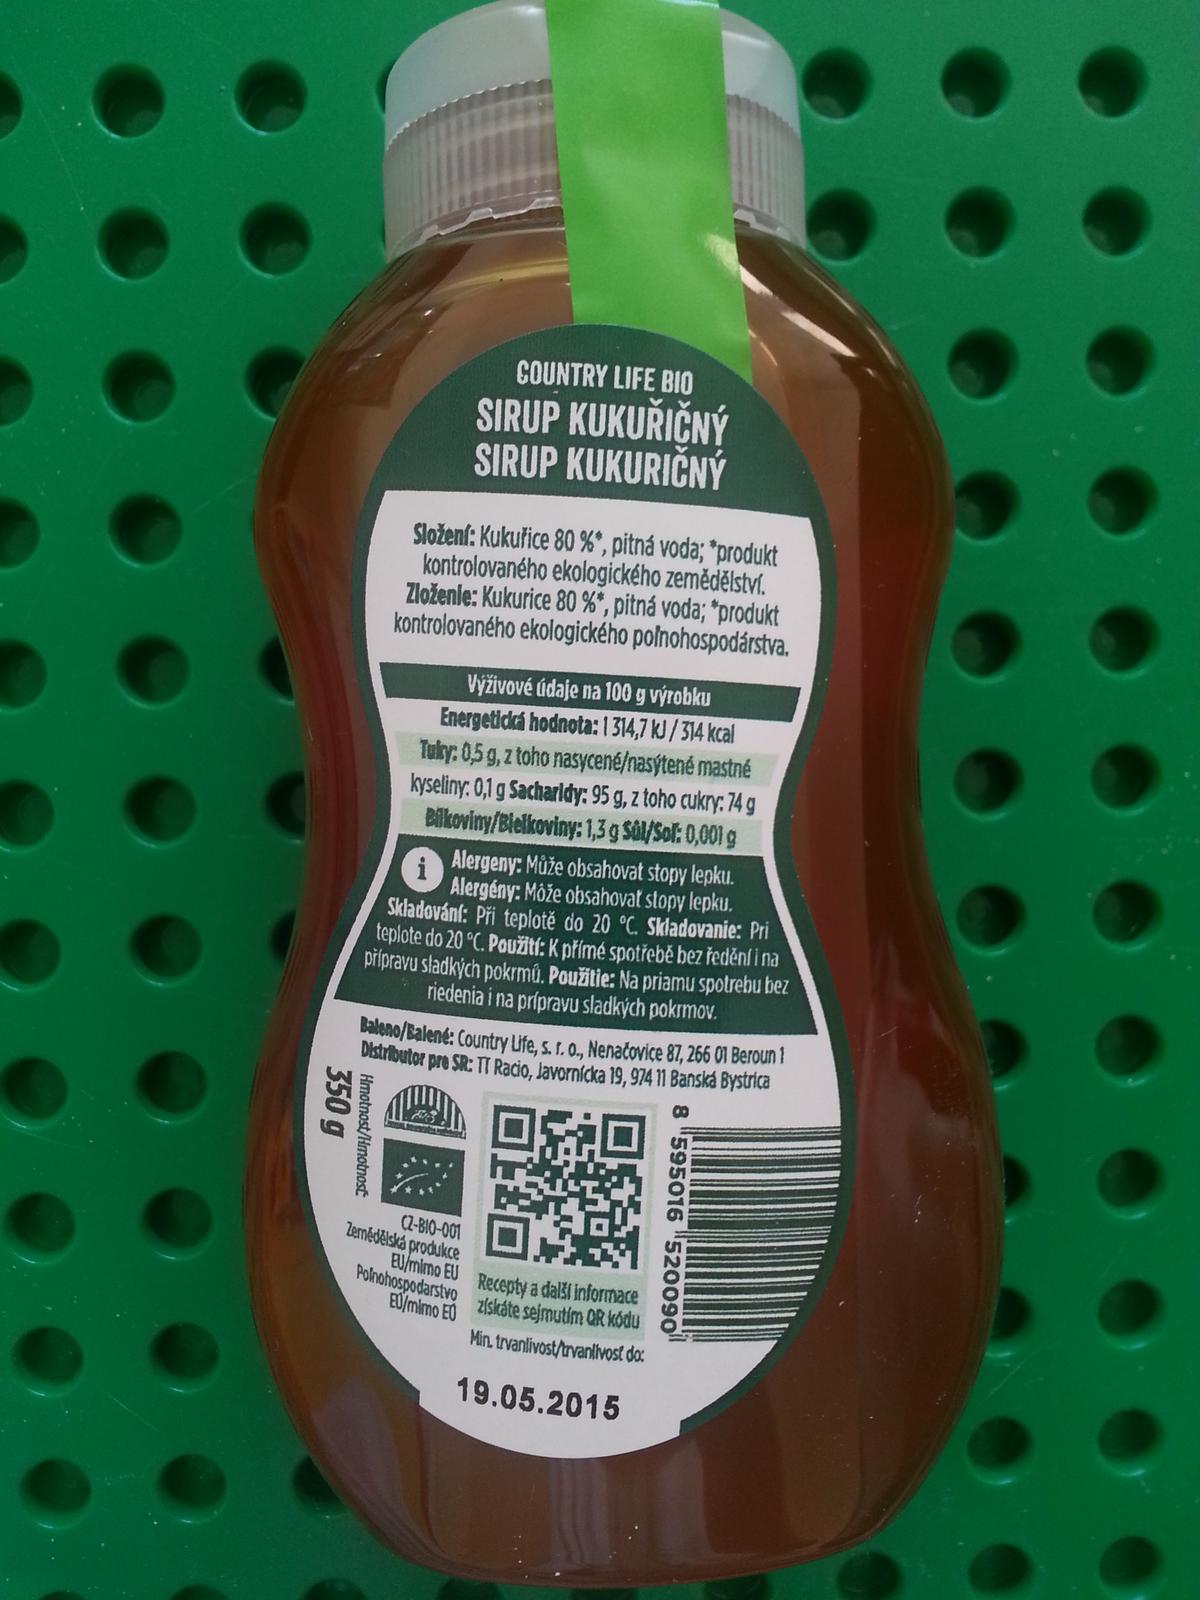 COUNTRY LIFE BIO
SIRUP KUKUŘIČNÝ
SIRUP KUKURIČNÝ
Složení: Kukuřice 80 %*, pitná voda; *produkt
kontrolovaného ekologického zemědělství.
Zloženie: Kukurice 80 %*, pitná voda; *produkt
kontrolovaného ekologického poľnohospodárstva.
Výživové údaje na 100 g výrobku
Energetická hodnota: 1 314,7 kJ / 314 kcal
Tuky: 0,5 g, z toho nasycené/nasýtené mastné
kyseliny: 0,1 g Sacharidy: 95 g, z toho cukry: 74 g
Bílkoviny/Bielkoviny: 1,3 g Sůl/Soľ: 0,001 g
i
Alergeny: Může obsahovat stopy lepku.
Alergény: Môže obsahovať stopy lepku.
Skladování: Při teplotě do 20 °C. Skladovanie: Pri
teplote do 20 °C. Použití: K přímé spotřebě bez ředění i na
přípravu sladkých pokrmů. Použitie: Na priamu spotrebu bez
riedenia i na prípravu sladkých pokrmov.
Baleno/Balené: Country Life, s. r. o., Nenačovice 87, 266 01 Beroun 1
Distributor pre SR: TT Racio, Javornícka 19, 974 11 Banská Bystrica
Hmotnost/Hmotnosť:
350 g
BIO
CZ-BIO-001
Zemědělská produkce
EU/mimo EU
Poľnohospodarstvo
EÚ/mimo EÚ
Recepty a další informace
získáte sejmutím QR kódu
8 595016 520090
Min. trvanlivost/trvanlivosť do:
19.05.2015